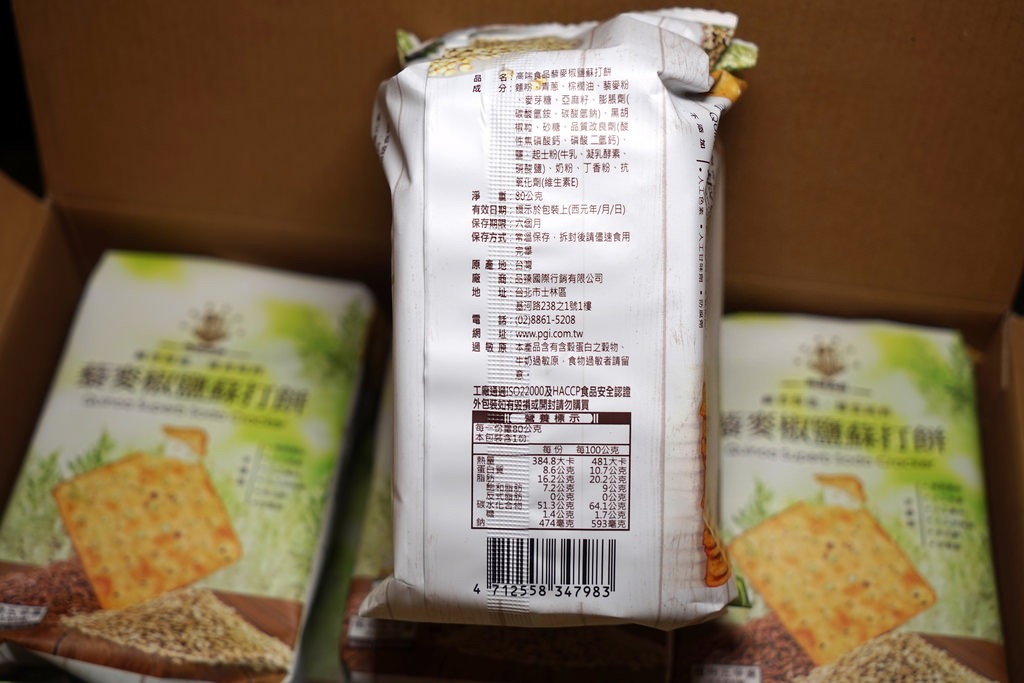 品名：高端食品藜麥椒鹽蘇打餅
成分：麵粉、青蔥、棕櫚油、藜麥粉
、麥芽糖、亞麻籽、膨脹劑(
碳酸氫銨、碳酸氫鈉)、黑胡
椒粒、砂糖、品質改良劑(酸
性焦磷酸鈣、磷酸二氫鈣)、
鹽、起士粉(牛乳、凝乳酵素、
磷酸鹽)、奶粉、丁香粉、抗
氧化劑(維生素E)
淨重：80公克
有效日期：標示於包裝上(西元年/月/日)
保存期限：六個月
保存方式：常溫保存，拆封後請儘速食用
完畢
原產地：台灣
廠商：品臻國際行銷有限公司
地址：台北市士林區
基河路238之1號1樓
電話：(02)8861-5208
網址：www.pgi.com.tw
過敏原：本產品含有含麩蛋白之穀物、
牛奶過敏原，食物過敏者請留
意。
工廠通過ISO22000及HACCP食品安全認證
外包裝如有毀損或開封請勿購買
營養標示
每一份量80公克
本包裝含1份
每份 每100公克
熱量 384.8大卡 481大卡
蛋白質 8.6公克 10.7公克
脂肪 16.2公克 20.2公克
飽和脂肪 7.2公克 9公克
反式脂肪 0公克 0公克
碳水化合物 51.3公克 64.1公克
糖 1.4公克 1.7公克
鈉 474毫克 593毫克
4 712558 347983
藜麥椒鹽蘇打餅
藜麥椒鹽蘇打餅